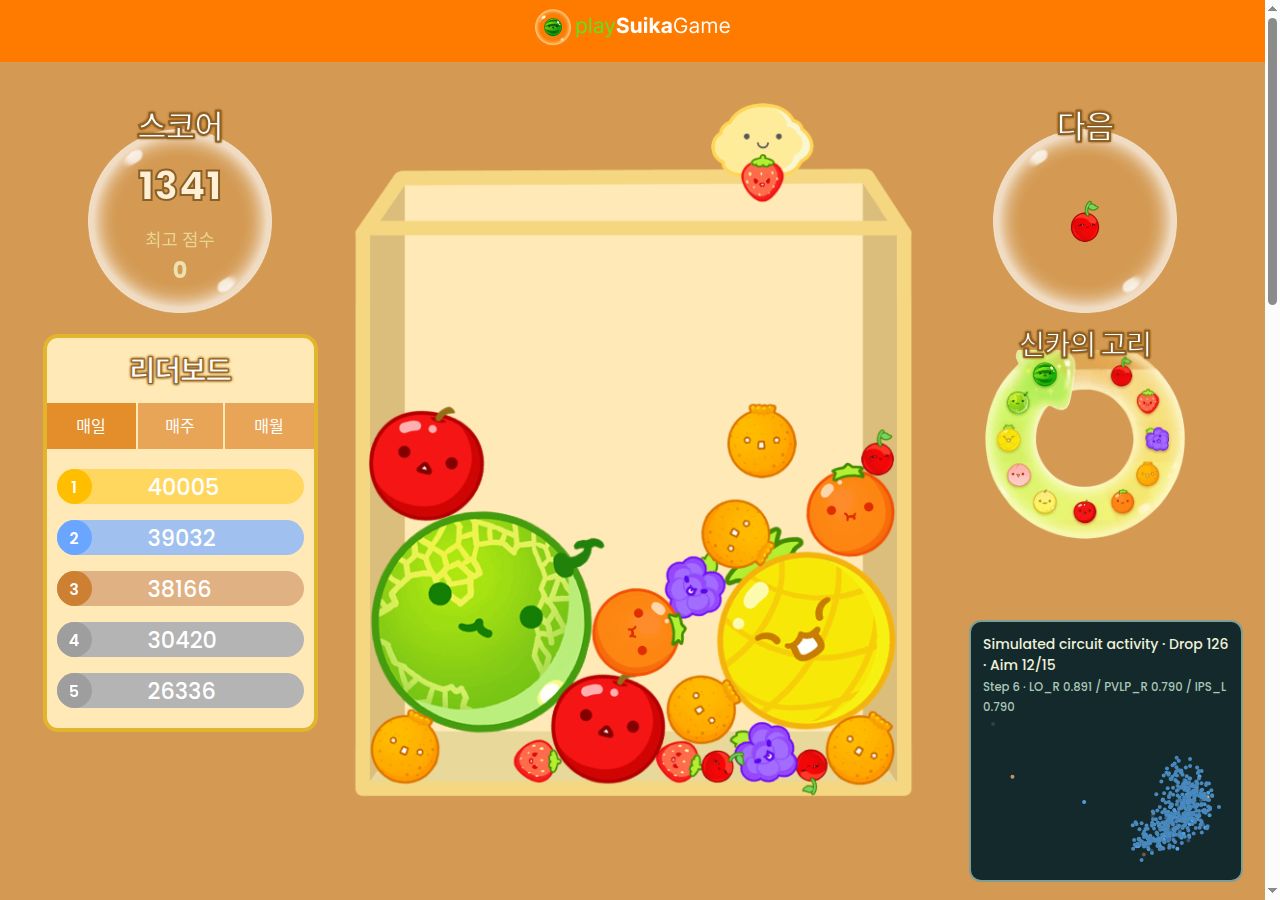 playSuikaGame
스코어
1341
최고 점수
0
리더보드
매일 매주 매월
1 40005
2 39032
3 38166
4 30420
5 26336
다음
신카의 고리
Simulated circuit activity · Drop 126
· Aim 12/15
Step 6 · LO_R 0.891 / PVLP_R 0.790 / IPS_L
0.790